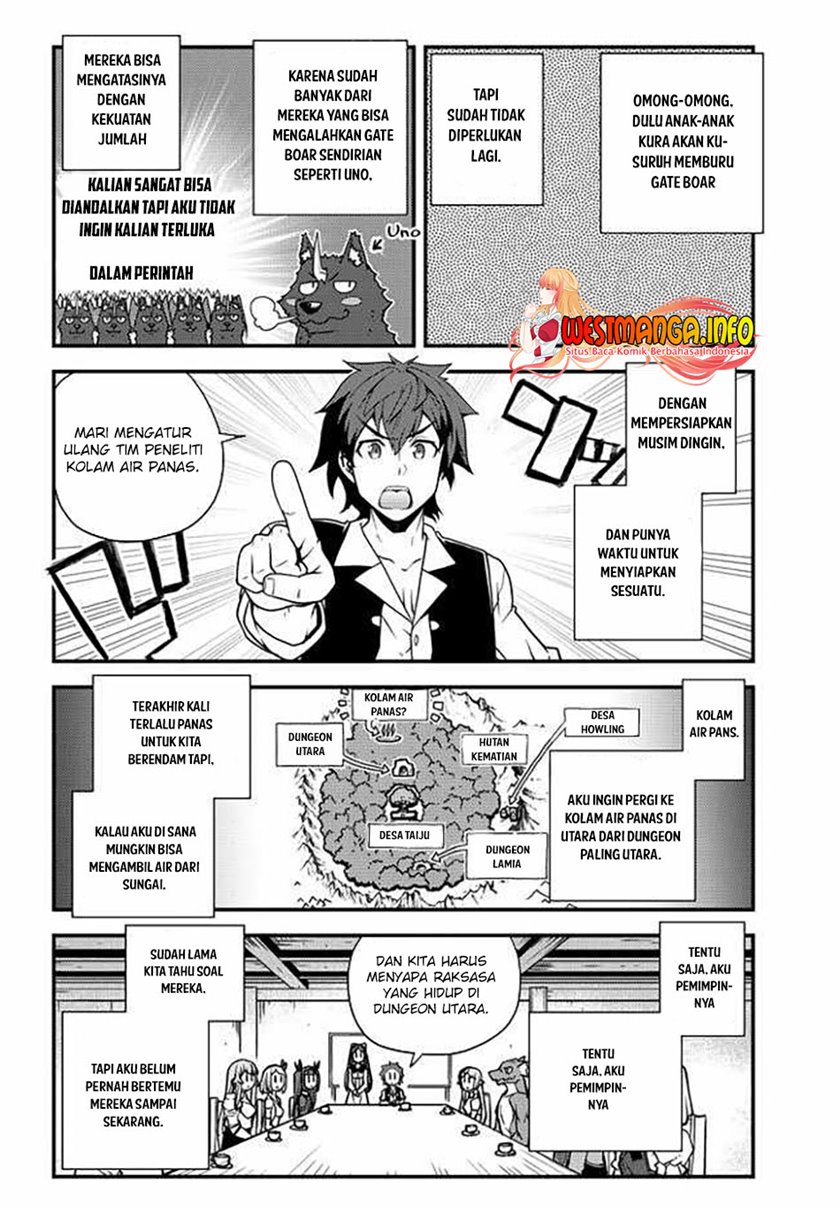 OMONG-OMONG,
DULU ANAK-ANAK
KURA AKAN KU-
SURUH MEMBURU
GATE BOAR
TAPI
SUDAH TIDAK
DIPERLUKAN
LAGI.
KARENA SUDAH
BANYAK DARI
MEREKA YANG BISA
MENGALAHKAN GATE
BOAR SENDIRIAN
SEPERTI UNO,
MEREKA BISA
MENGATASINYA
DENGAN
KEKUATAN
JUMLAH
KALIAN SANGAT BISA
DIANDALKAN TAPI AKU TIDAK
INGIN KALIAN TERLUKA
DALAM PERINTAH
Uno
WESTMANGA.INFO
Situs Baca Komik Berbahasa Indonesia
DENGAN
MEMPERSIAPKAN
MUSIM DINGIN,
DAN PUNYA
WAKTU UNTUK
MENYIAPKAN
SESUATU.
MARI MENGATUR
ULANG TIM PENELITI
KOLAM AIR PANAS.
KOLAM
AIR PANS.
AKU INGIN PERGI KE
KOLAM AIR PANAS DI
UTARA DARI DUNGEON
PALING UTARA.
DESA
HOWLING
KOLAM AIR
PANAS?
HUTAN
KEMATIAN
DUNGEON
UTARA
DESA TAIJU
DUNGEON
LAMIA
TERAKHIR KALI
TERLALU PANAS
UNTUK KITA
BERENDAM TAPI,
KALAU AKU DI SANA
MUNGKIN BISA
MENGAMBIL AIR DARI
SUNGAI.
TENTU
SAJA, AKU
PEMIMPIN-
NYA
TENTU
SAJA, AKU
PEMIMPIN-
NYA
DAN KITA HARUS
MENYAPA RAKSASA
YANG HIDUP DI
DUNGEON UTARA.
SUDAH LAMA
KITA TAHU SOAL
MEREKA,
TAPI AKU BELUM
PERNAH BERTEMU
MEREKA SAMPAI
SEKARANG.